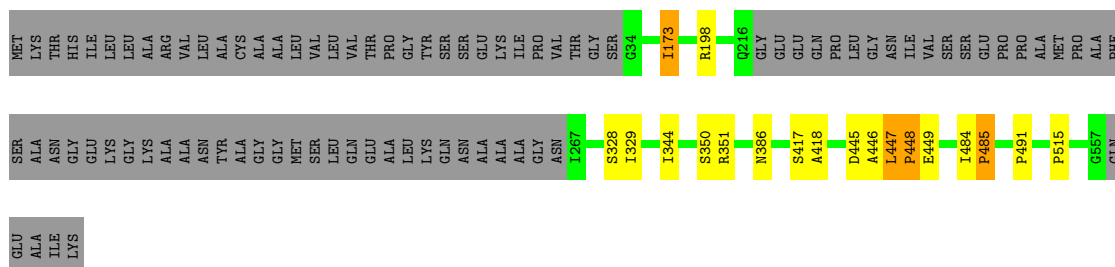 MET LYS THR HIS ILE LEU LEU ALA ARG VAL LEU ALA CYS ALA ALA LEU VAL LEU VAL THR PRO GLY TYR SER SER GLU LYS ILE PRO VAL THR GLY SER G34 I173 R198 Q216 GLY GLU GLU GLN PRO LEU GLY ASN ILE VAL SER SER GLU PRO PRO ALA MET PRO ALA PHE
SER ALA ASN GLY GLU LYS GLY LYS ALA ALA ASN TYR ALA GLY GLY MET SER LEU GLN GLU ALA LEU LYS GLN ASN ALA ALA ALA GLY ASN I267 S328 I329 I344 S350 R351 N386 S417 A418 D445 A446 L447 P448 E449 I484 P485 P491 P515 G557 GLN
GLU ALA ILE LYS